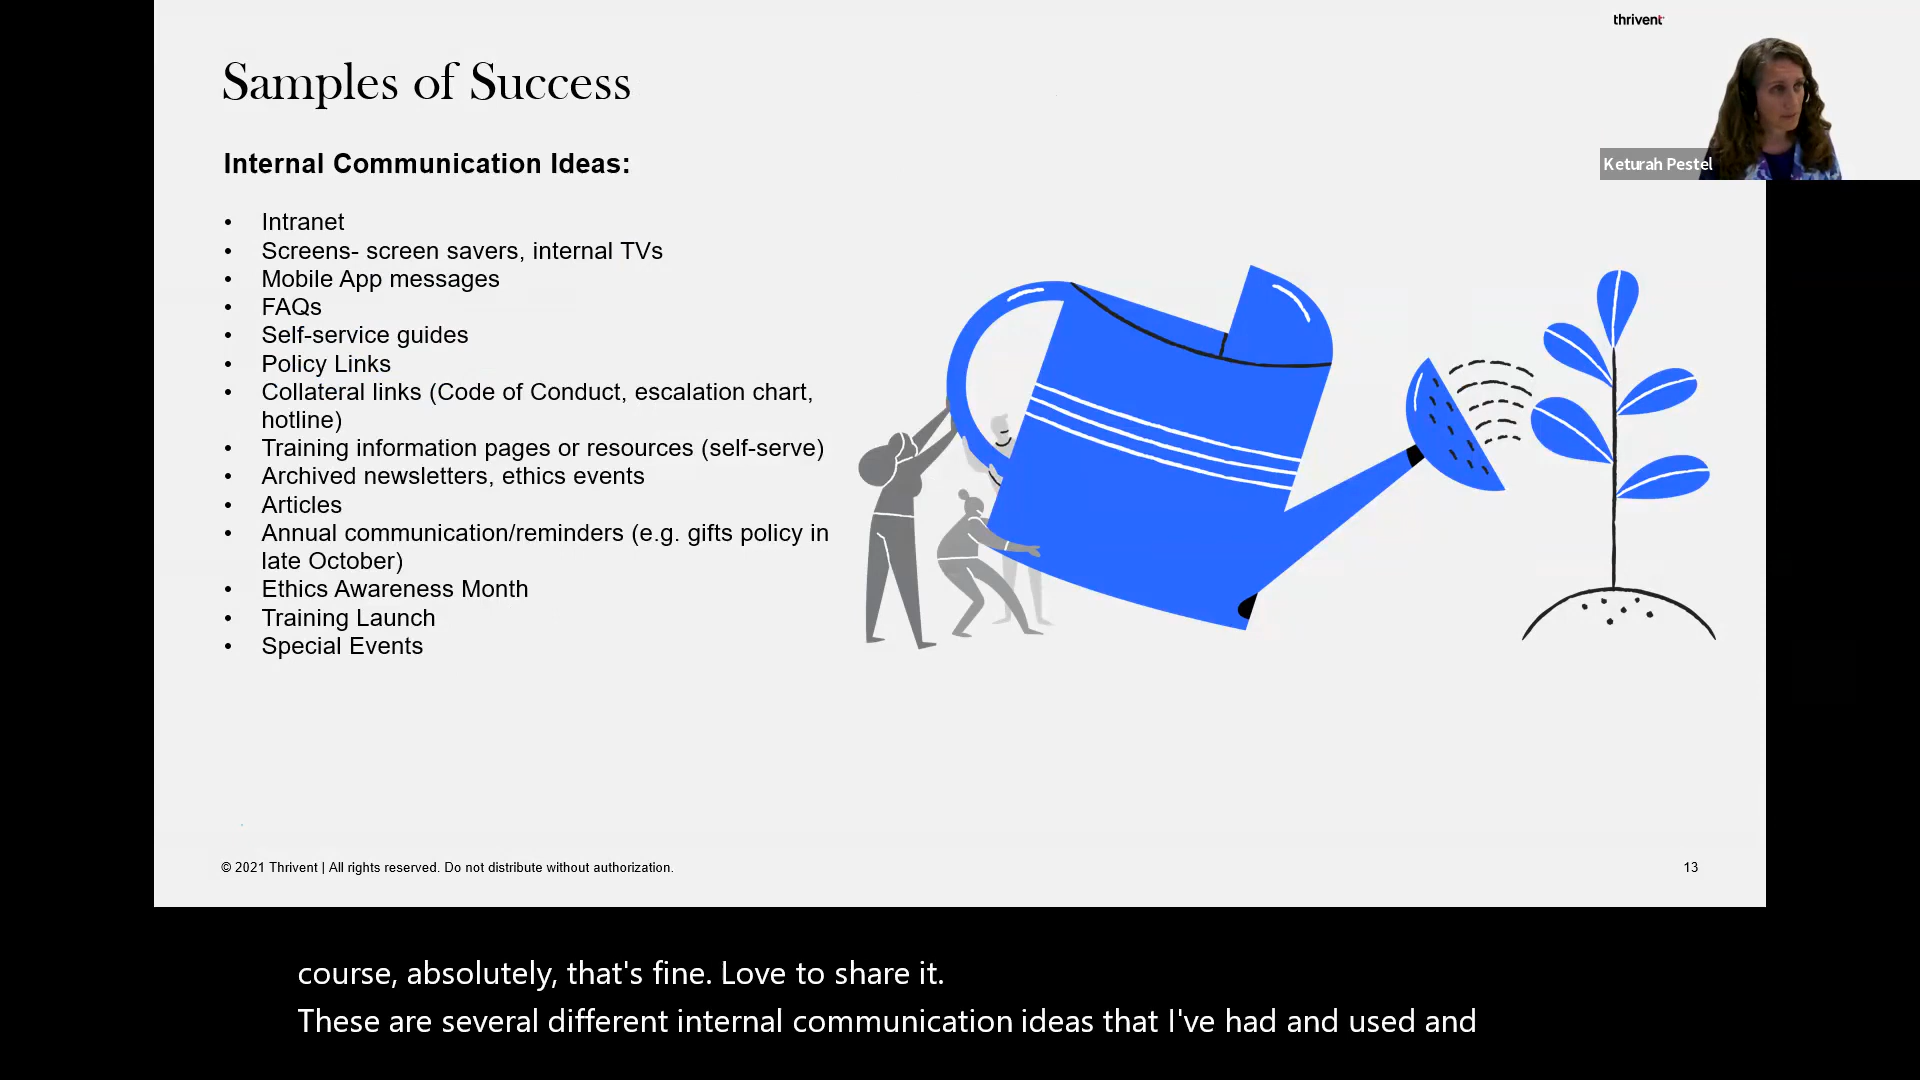 thrivent
Samples of Success
Keturah Pestel
Internal Communication Ideas:
• Intranet
• Screens- screen savers, internal TVs
• Mobile App messages
• FAQs
• Self-service guides
• Policy Links
• Collateral links (Code of Conduct, escalation chart,
hotline)
• Training information pages or resources (self-serve)
• Archived newsletters, ethics events
• Articles
• Annual communication/reminders (e.g. gifts policy in
late October)
• Ethics Awareness Month
• Training Launch
• Special Events
© 2021 Thrivent | All rights reserved. Do not distribute without authorization.
13
course, absolutely, that's fine. Love to share it.
These are several different internal communication ideas that I've had and used and